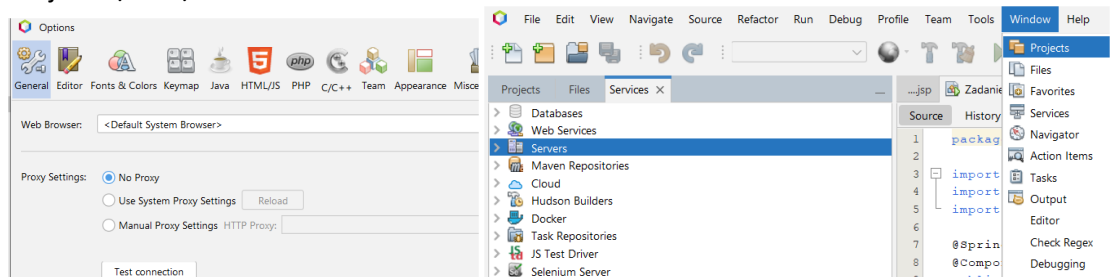 Options
General Editor Fonts & Colors Keymap Java HTML/JS PHP C/C++ Team Appearance Misce
Web Browser: <Default System Browser>
Proxy Settings: No Proxy
Use System Proxy Settings Reload
Manual Proxy Settings HTTP Proxy:
Test connection
File Edit View Navigate Source Refactor Run Debug Profile Team Tools Window Help
Projects Files Services
Databases
Web Services
Servers
Maven Repositories
Cloud
Hudson Builders
Docker
Task Repositories
JS Test Driver
Selenium Server
....jsp Zadanie
Source History
1 packag
2
3 import
4 import
5 import
6
7 @Sprin
8 @Compo
Projects
Files
Favorites
Services
Navigator
Action Items
Tasks
Output
Editor
Check Regex
Debugging